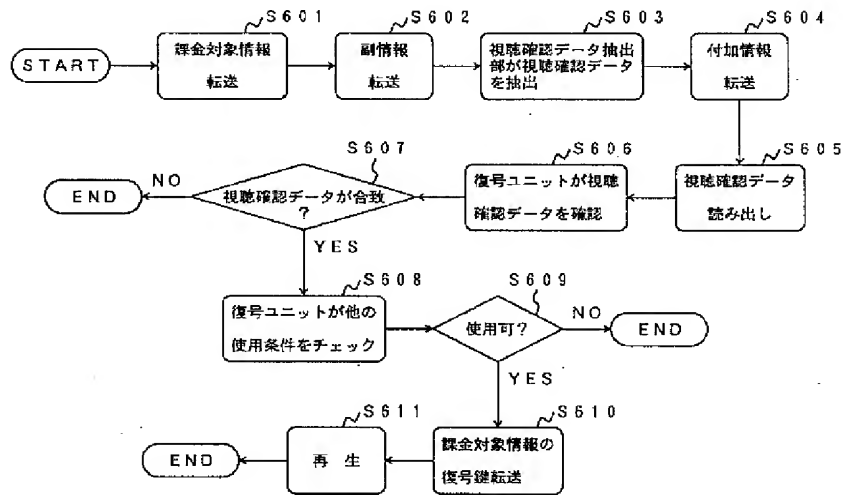 START
S601
課金対象情報
転送
S602
副情報
転送
S603
視聴確認データ抽出
部が視聴確認データ
を抽出
S604
付加情報
転送
S605
視聴確認データ
読み出し
S606
復号ユニットが視聴
確認データを確認
S607
視聴確認データが合致
?
NO
END
YES
S608
復号ユニットが他の
使用条件をチェック
S609
使用可?
NO
END
YES
S610
課金対象情報の
復号鍵転送
S611
再 生
END